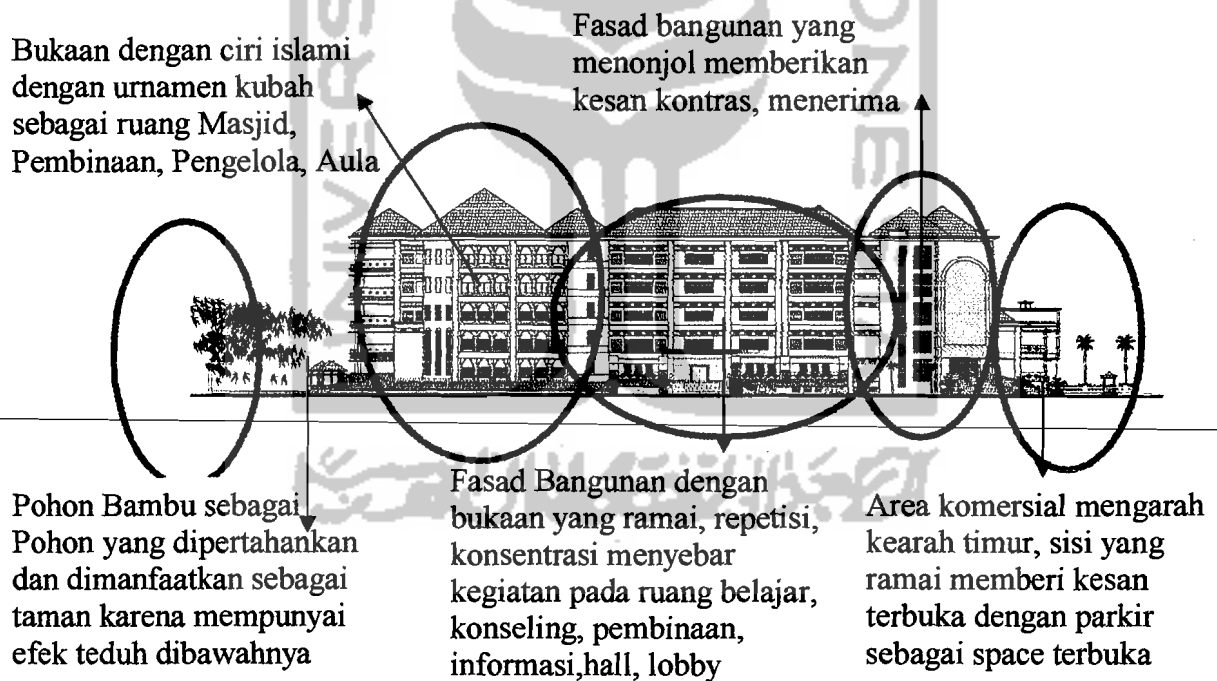 Bukaan dengan ciri islami
dengan urnamen kubah
sebagai ruang Masjid,
Pembinaan, Pengelola, Aula
Fasad bangunan yang
menonjol memberikan
kesan kontras, menerima
Pohon Bambu sebagai
Pohon yang dipertahankan
dan dimanfaatkan sebagai
taman karena mempunyai
efek teduh dibawahnya
Fasad Bangunan dengan
bukaan yang ramai, repetisi,
konsentrasi menyebar
kegiatan pada ruang belajar,
konseling, pembinaan,
informasi,hall, lobby
Area komersial mengarah
kearah timur, sisi yang
ramai memberi kesan
terbuka dengan parkir
sebagai space terbuka